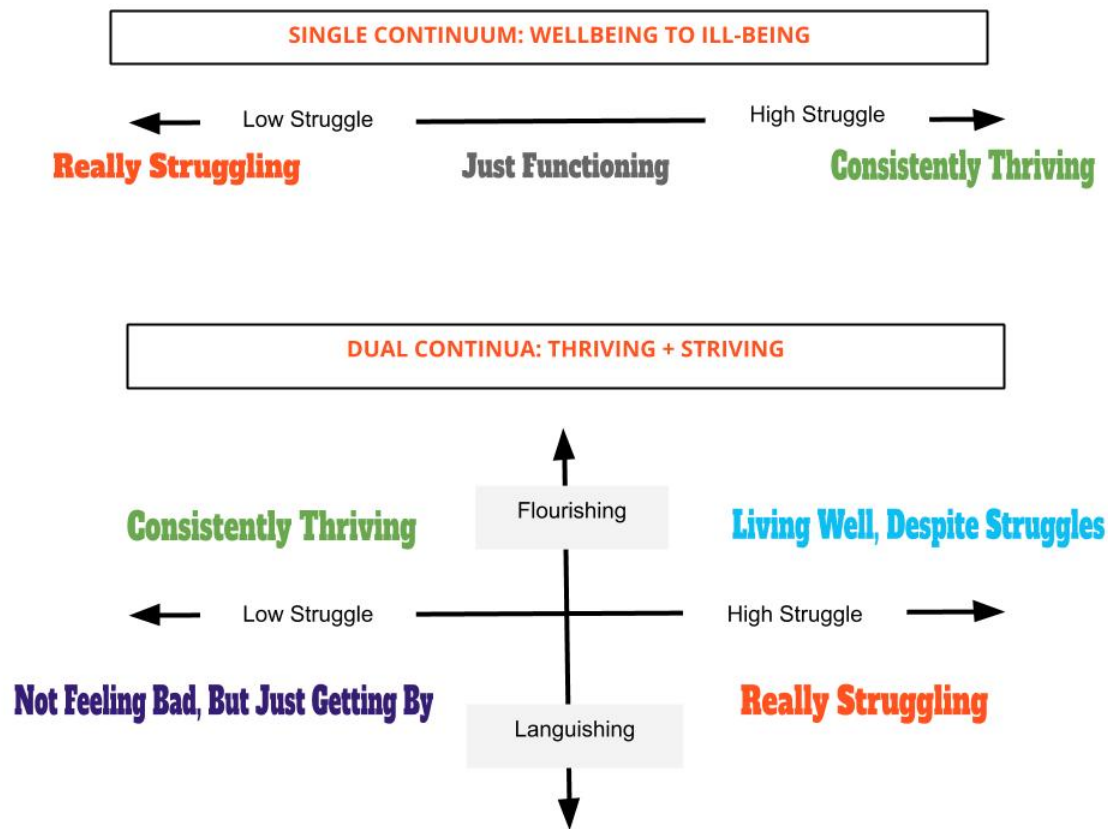 SINGLE CONTINUUM: WELLBEING TO ILL-BEING
Low Struggle
High Struggle
Really Struggling
Just Functioning
Consistently Thriving
DUAL CONTINUA: THRIVING + STRIVING
Flourishing
Consistently Thriving
Living Well, Despite Struggles
Low Struggle
High Struggle
Not Feeling Bad, But Just Getting By
Really Struggling
Languishing